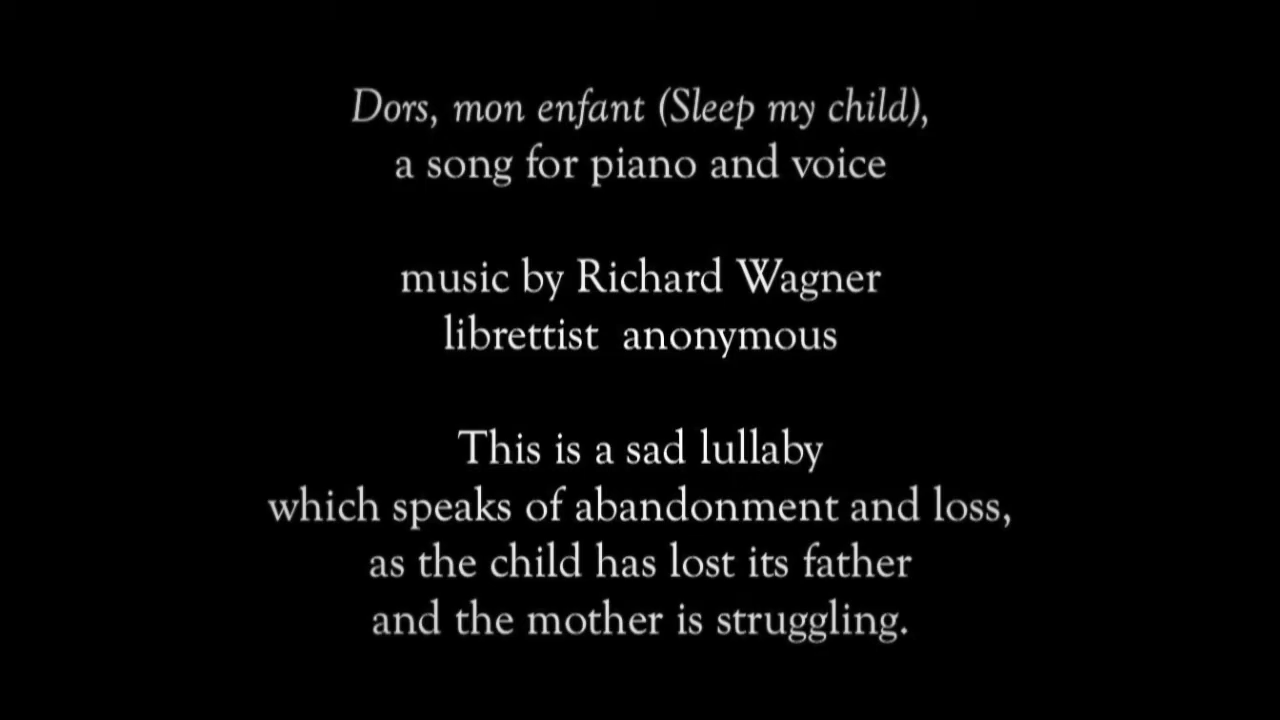 Dors, mon enfant (Sleep my child),
a song for piano and voice
music by Richard Wagner
librettist  anonymous
This is a sad lullaby
which speaks of abandonment and loss,
as the child has lost its father
and the mother is struggling.